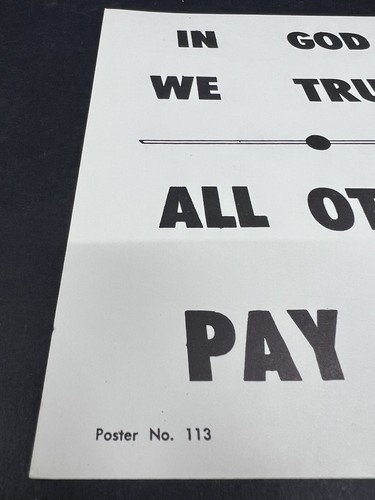 IN GOD
WE TRU
ALL OT
PAY
Poster No. 113